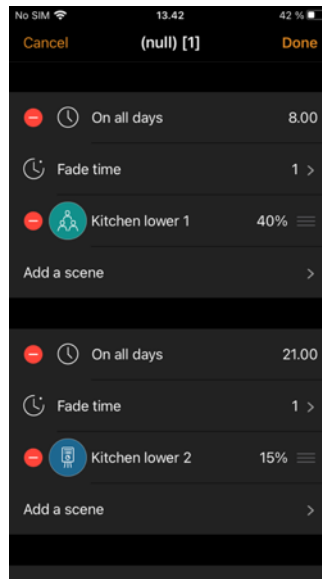 No SIM 13.42 42 %
Cancel (null) [1] Done
On all days 8.00
Fade time 1
Kitchen lower 1 40%
Add a scene
On all days 21.00
Fade time 1
Kitchen lower 2 15%
Add a scene